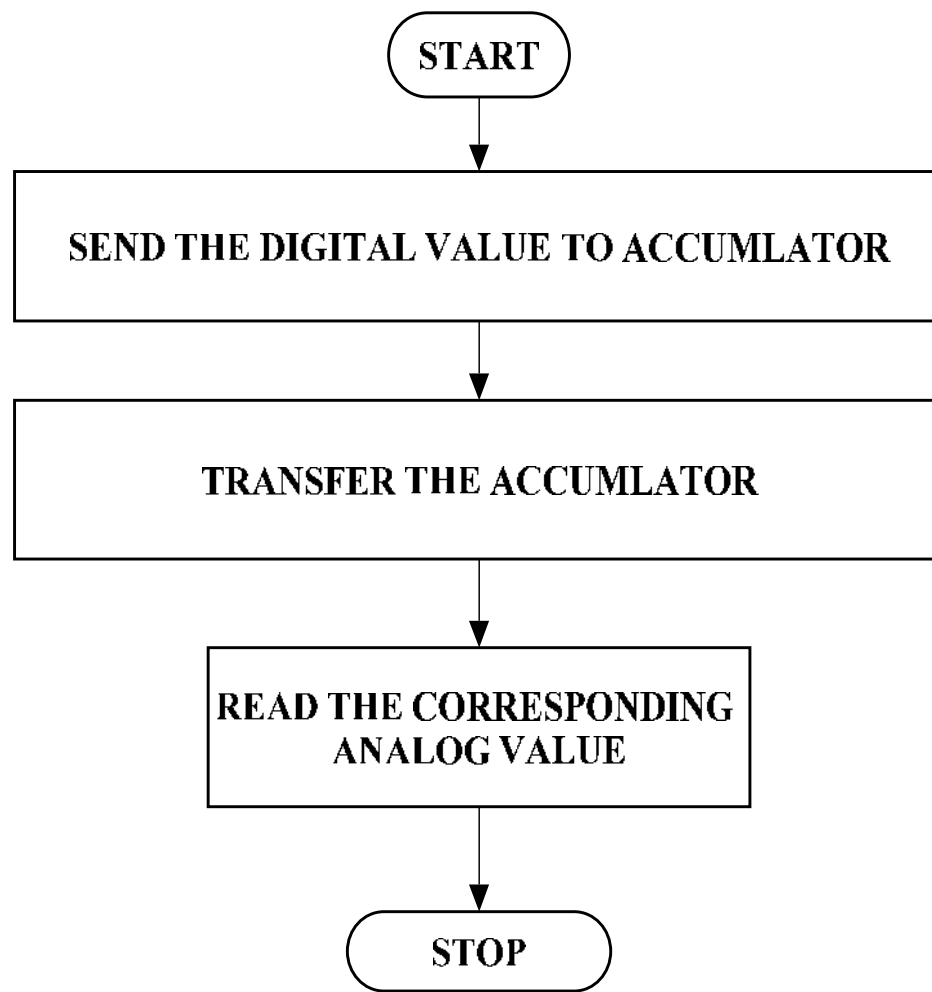 START
SEND THE DIGITAL VALUE TO ACCUMLATOR
TRANSFER THE ACCUMLATOR
READ THE CORRESPONDING
ANALOG VALUE
STOP